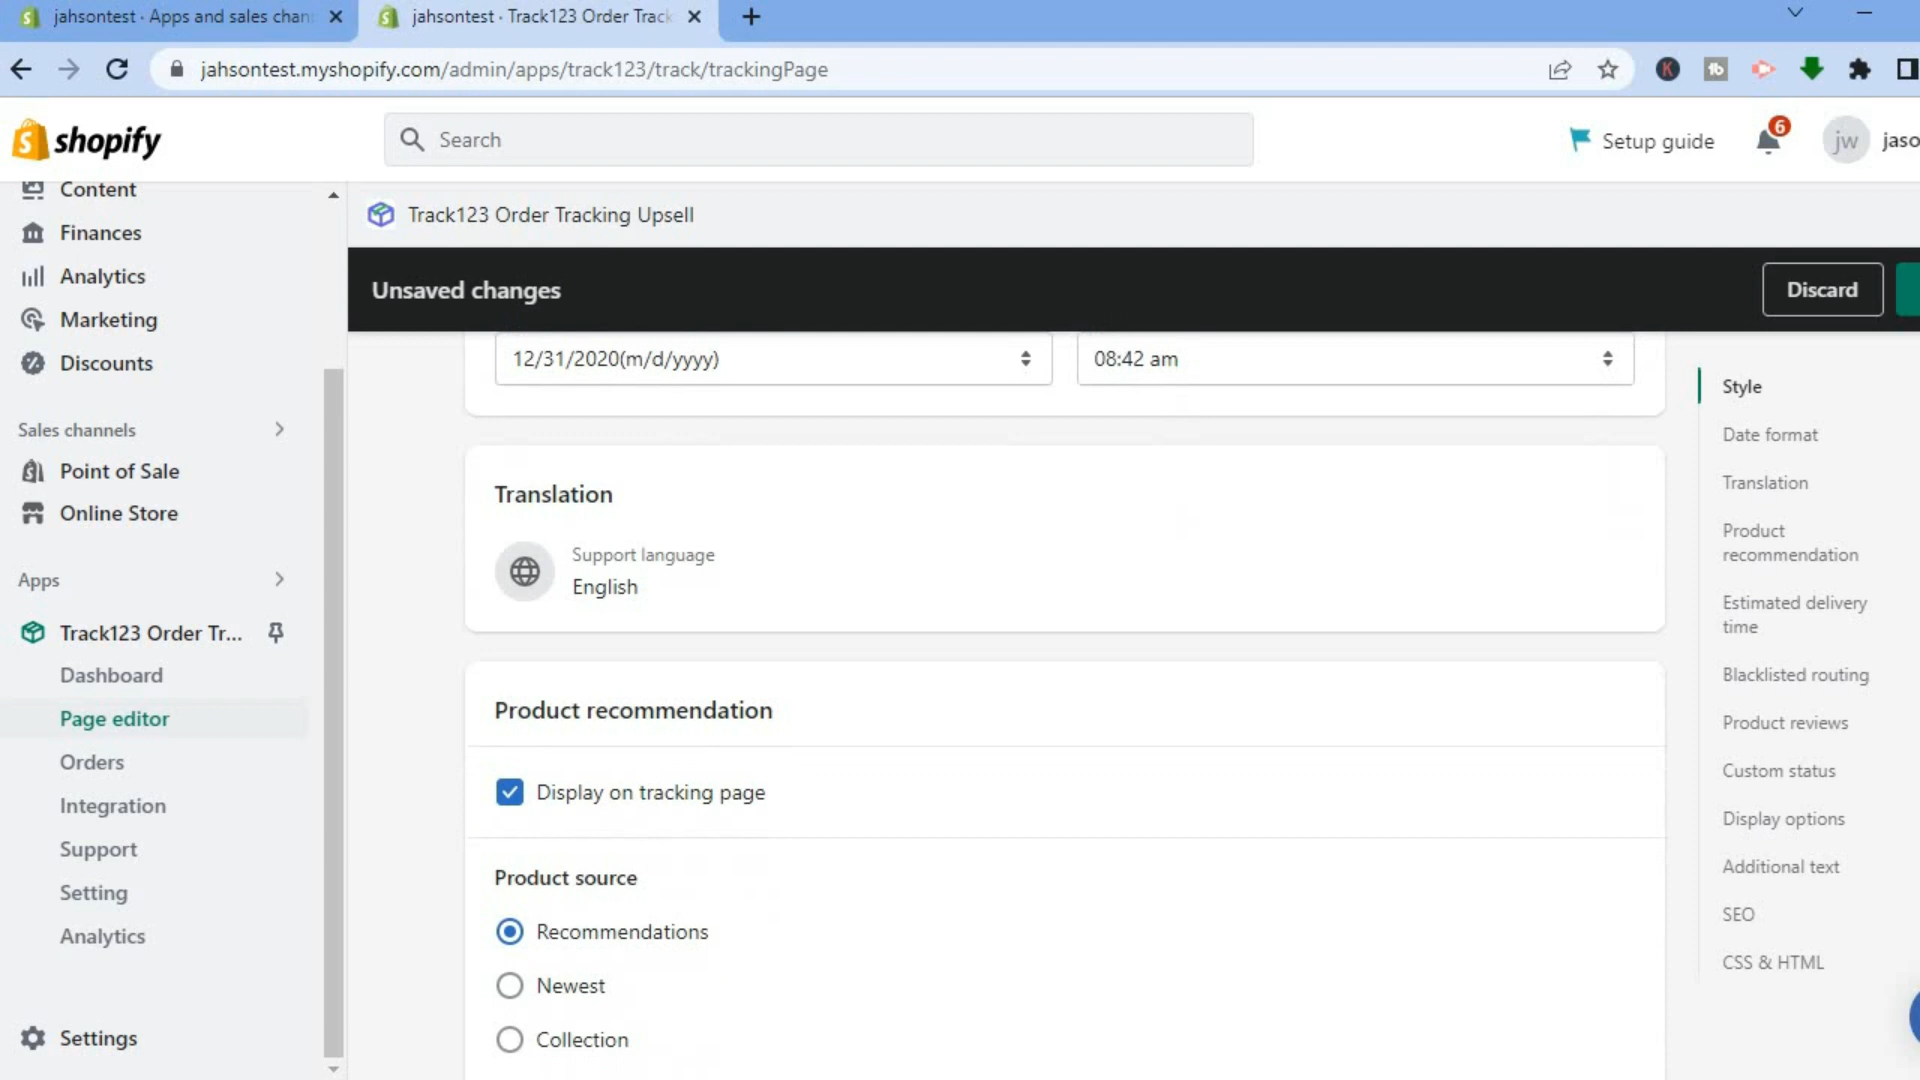 jahsontest · Apps and sales chan
jahsontest · Track123 Order Track
jahsontest.myshopify.com/admin/apps/track123/track/trackingPage
K
tb
shopify
Search
Setup guide
6
jw
jaso
Content
Finances
Analytics
Marketing
Discounts
Sales channels
Point of Sale
Online Store
Apps
Track123 Order Tr...
Dashboard
Page editor
Orders
Integration
Support
Setting
Analytics
Settings
Track123 Order Tracking Upsell
Unsaved changes
Discard
12/31/2020(m/d/yyyy)
08:42 am
Translation
Support language
English
Product recommendation
Display on tracking page
Product source
Recommendations
Newest
Collection
Style
Date format
Translation
Product
recommendation
Estimated delivery
time
Blacklisted routing
Product reviews
Custom status
Display options
Additional text
SEO
CSS & HTML